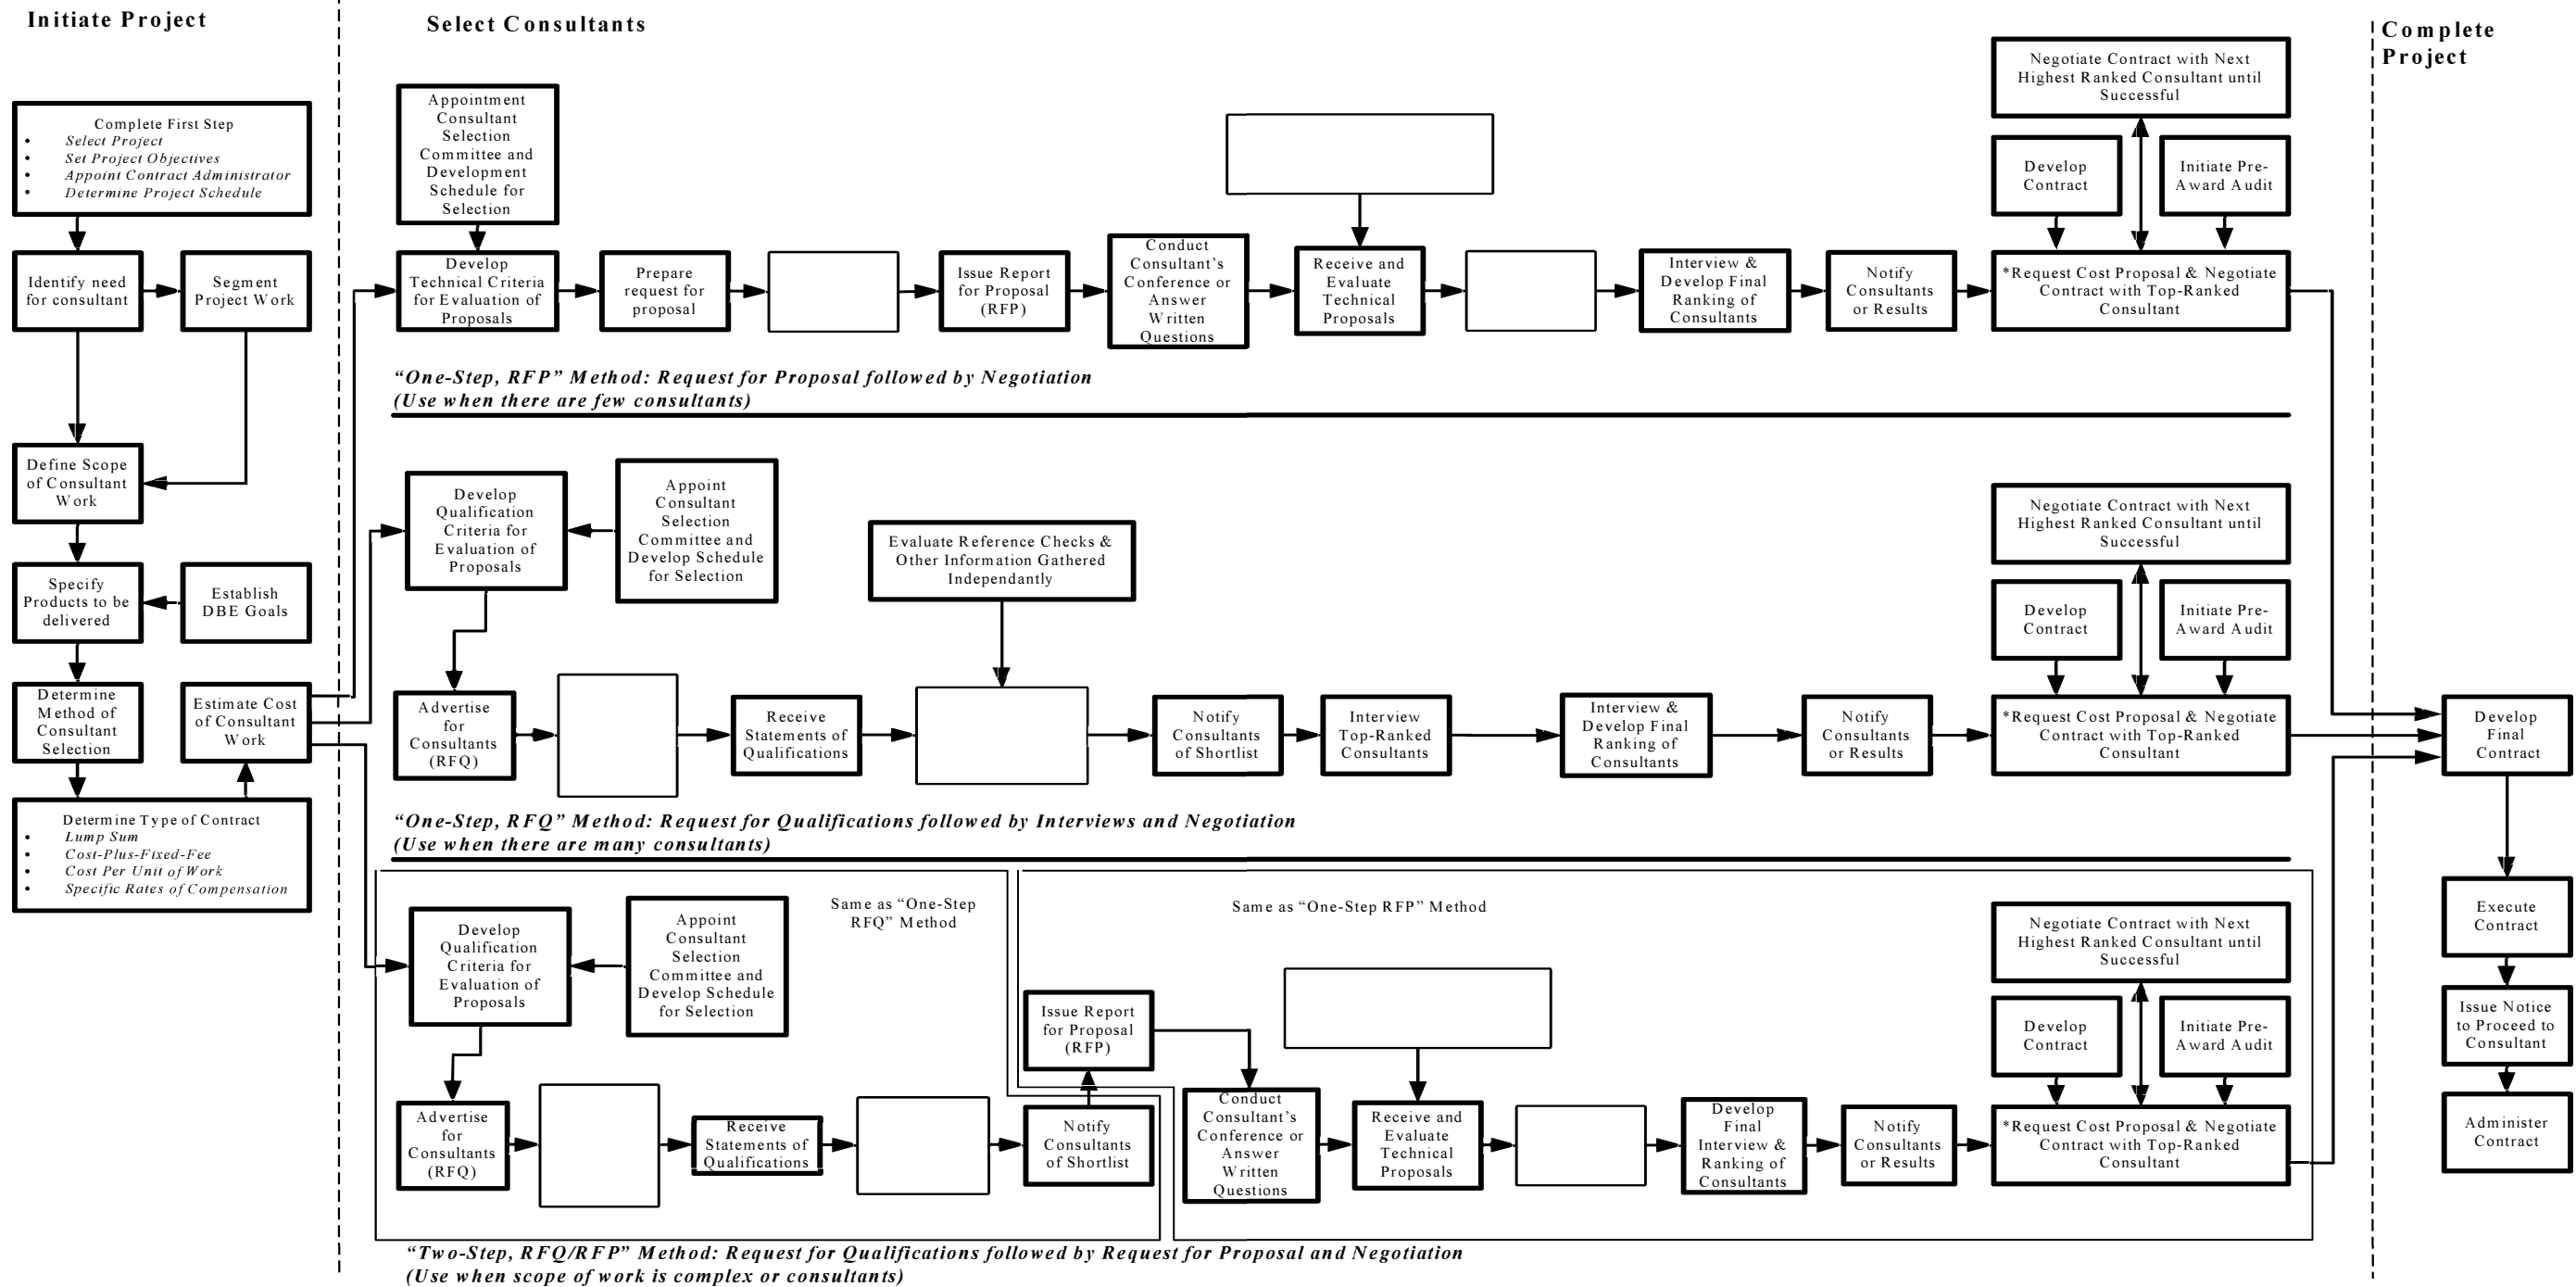 Initiate Project
Complete First Step
• Select Project
• Set Project Objectives
• Appoint Contract Administrator
• Determine Project Schedule
Identify need
for consultant
Segment
Project Work
Define Scope
of Consultant
Work
Specify
Products to be
delivered
Establish
DBE Goals
Determine
Method of
Consultant
Selection
Estimate Cost
of Consultant
Work
Determine Type of Contract
• Lump Sum
• Cost-Plus-Fixed-Fee
• Cost Per Unit of Work
• Specific Rates of Compensation
Select Consultants
Appointment
Consultant
Selection
Committee and
Development
Schedule for
Selection
Develop
Technical Criteria
for Evaluation of
Proposals
Prepare
request for
proposal
Issue Report
for Proposal
(RFP)
Conduct
Consultant’s
Conference or
Answer
Written
Questions
Receive and
Evaluate
Technical
Proposals
Interview &
Develop Final
Ranking of
Consultants
Notify
Consultants
or Results
Negotiate Contract with Next
Highest Ranked Consultant until
Successful
Develop
Contract
Initiate Pre-
Award Audit
*Request Cost Proposal & Negotiate
Contract with Top-Ranked
Consultant
“One-Step, RFP” Method: Request for Proposal followed by Negotiation
(Use when there are few consultants)
Develop
Qualification
Criteria for
Evaluation of
Proposals
Appoint
Consultant
Selection
Committee and
Develop Schedule
for Selection
Evaluate Reference Checks &
Other Information Gathered
Independantly
Advertise
for
Consultants
(RFQ)
Receive
Statements of
Qualifications
Notify
Consultants
of Shortlist
Interview
Top-Ranked
Consultants
Interview &
Develop Final
Ranking of
Consultants
Notify
Consultants
or Results
Negotiate Contract with Next
Highest Ranked Consultant until
Successful
Develop
Contract
Initiate Pre-
Award Audit
*Request Cost Proposal & Negotiate
Contract with Top-Ranked
Consultant
“One-Step, RFQ” Method: Request for Qualifications followed by Interviews and Negotiation
(Use when there are many consultants)
Develop
Qualification
Criteria for
Evaluation of
Proposals
Appoint
Consultant
Selection
Committee and
Develop Schedule
for Selection
Same as “One-Step
RFQ” Method
Advertise
for
Consultants
(RFQ)
Receive
Statements of
Qualifications
Notify
Consultants
of Shortlist
Same as “One-Step RFP” Method
Issue Report
for Proposal
(RFP)
Conduct
Consultant’s
Conference or
Answer
Written
Questions
Receive and
Evaluate
Technical
Proposals
Develop
Final
Interview &
Ranking of
Consultants
Notify
Consultants
or Results
Negotiate Contract with Next
Highest Ranked Consultant until
Successful
Develop
Contract
Initiate Pre-
Award Audit
*Request Cost Proposal & Negotiate
Contract with Top-Ranked
Consultant
“Two-Step, RFQ/RFP” Method: Request for Qualifications followed by Request for Proposal and Negotiation
(Use when scope of work is complex or consultants)
Complete
Project
Develop
Final
Contract
Execute
Contract
Issue Notice
to Proceed to
Consultant
Administer
Contract